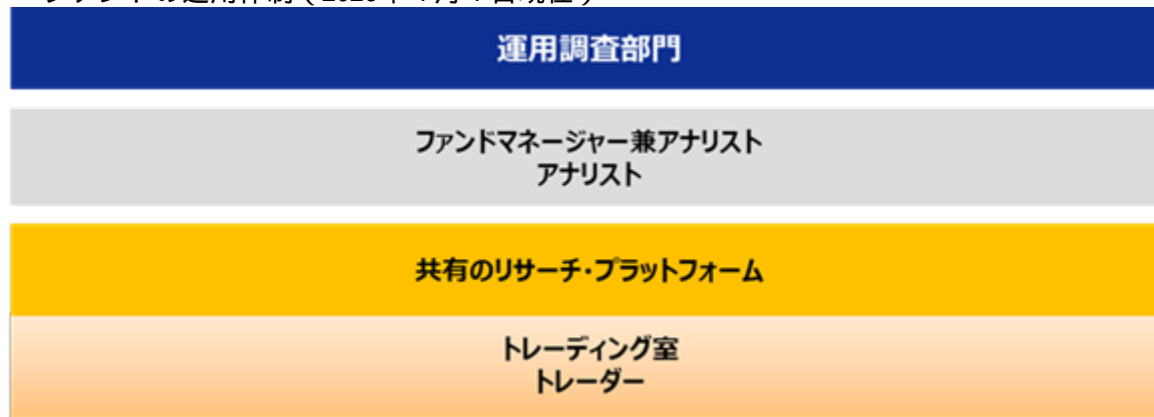 運用調査部門
ファンドマネージャー兼アナリスト
アナリスト
共有のリサーチ・プラットフォーム
トレーディング室
トレーダー